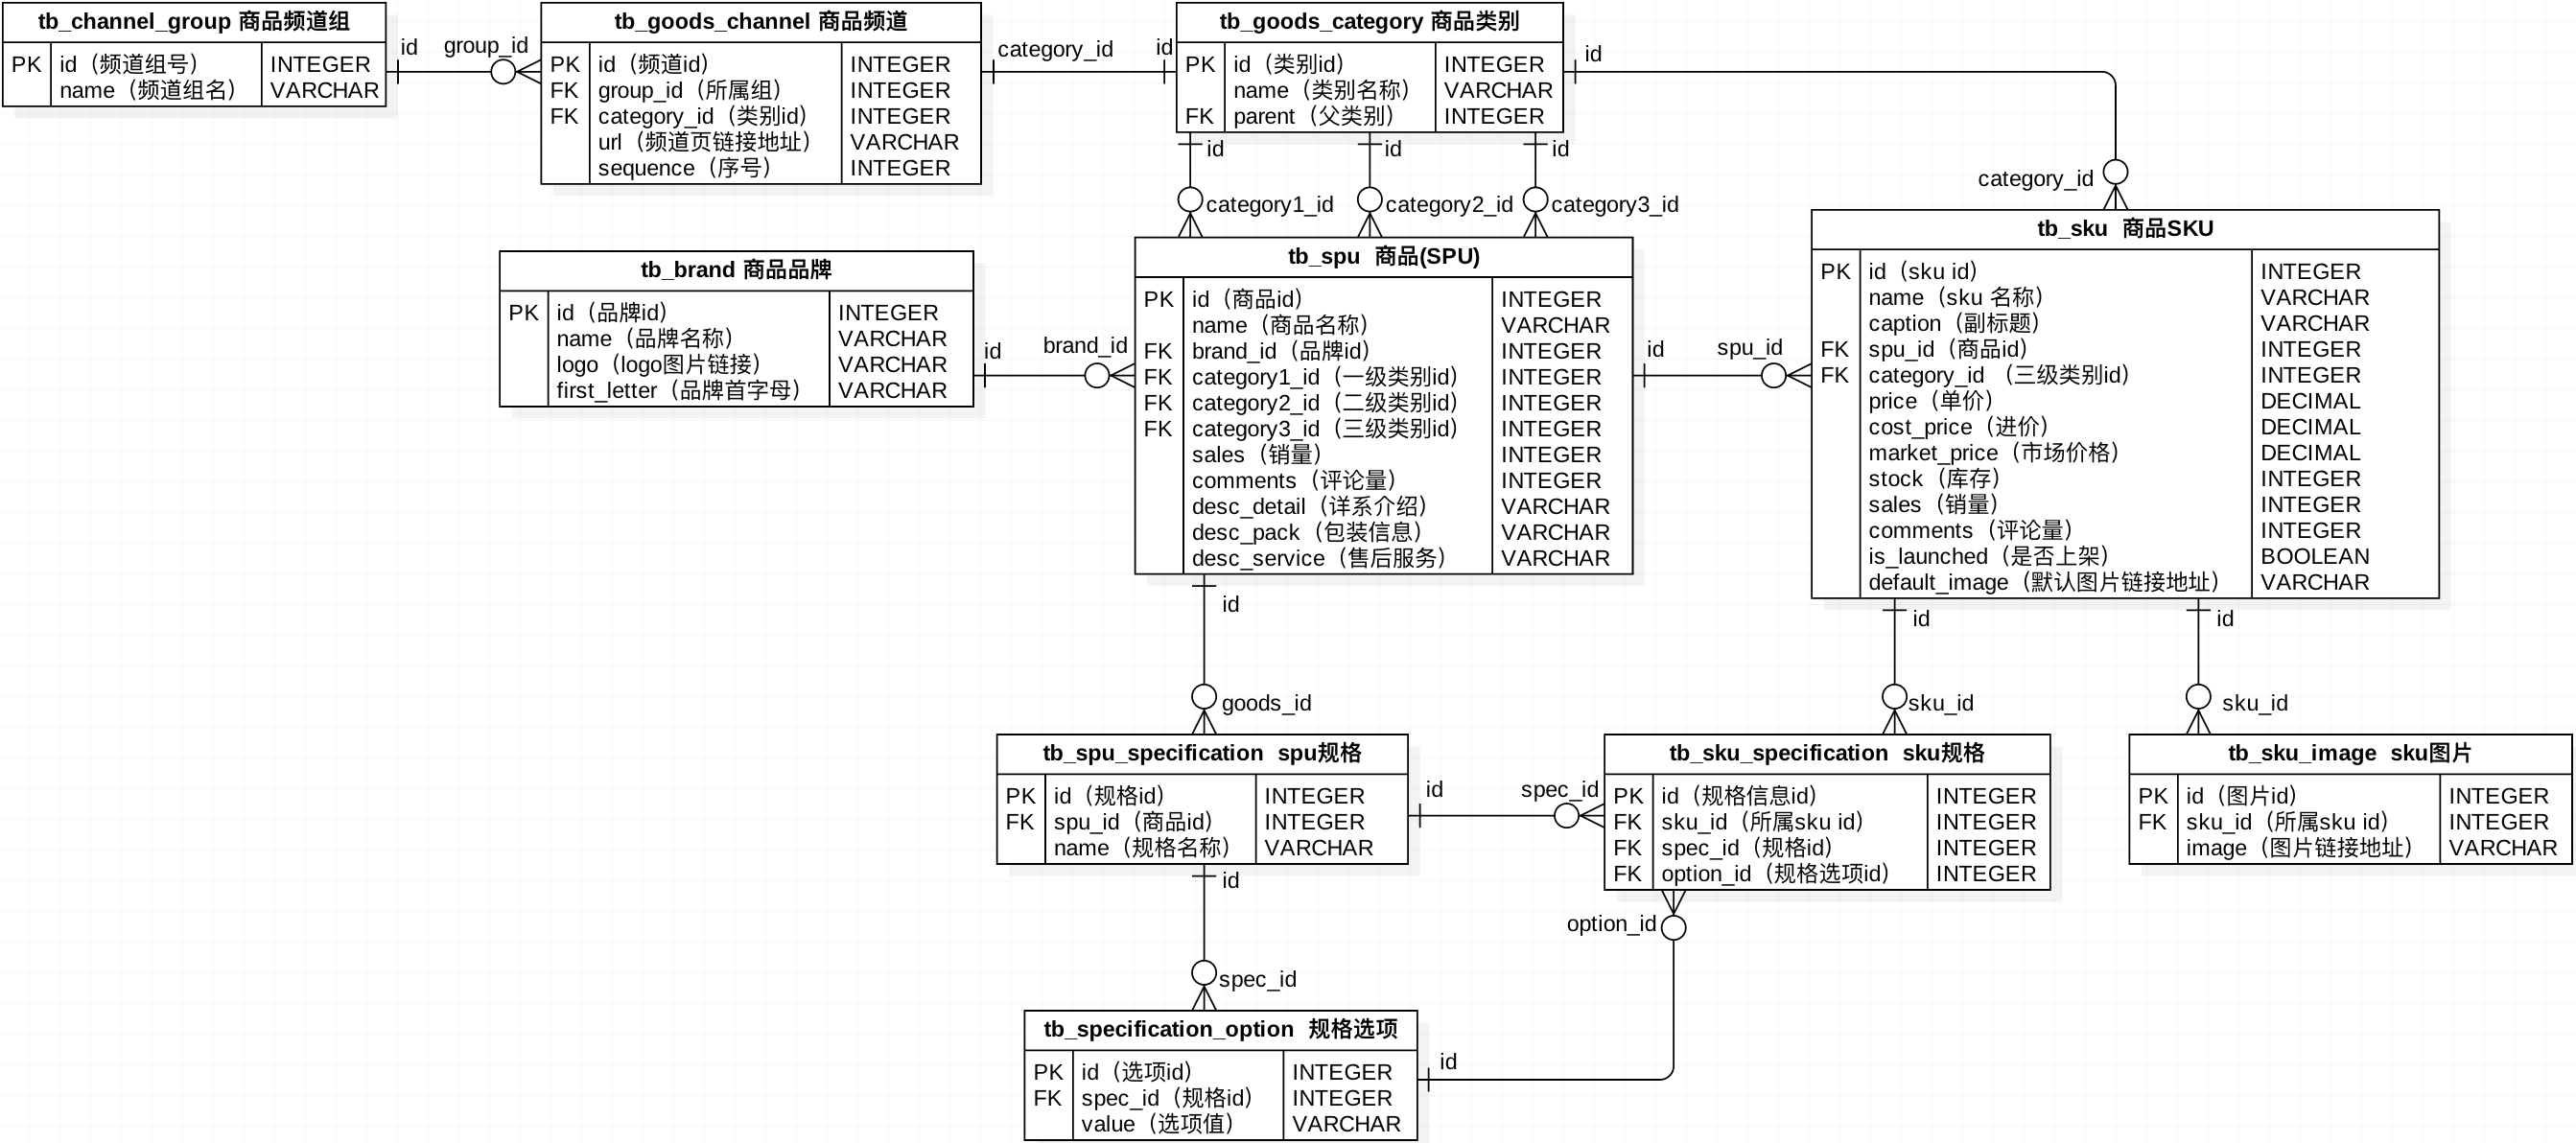 tb_channel_group 商品频道组
PK id（频道组号） INTEGER
name（频道组名） VARCHAR
id
group_id
tb_goods_channel 商品频道
PK id（频道id） INTEGER
FK group_id（所属组） INTEGER
FK category_id（类别id） INTEGER
url（频道页链接地址） VARCHAR
sequence（序号） INTEGER
category_id
id
tb_goods_category 商品类别
PK id（类别id） INTEGER
name（类别名称） VARCHAR
FK parent（父类别） INTEGER
id
category_id
id
id
id
category1_id
category2_id
category3_id
tb_brand 商品品牌
PK id（品牌id） INTEGER
name（品牌名称） VARCHAR
logo（logo图片链接） VARCHAR
first_letter（品牌首字母） VARCHAR
id
brand_id
tb_spu 商品(SPU)
PK id（商品id） INTEGER
name（商品名称） VARCHAR
FK brand_id（品牌id） INTEGER
FK category1_id（一级类别id） INTEGER
FK category2_id（二级类别id） INTEGER
FK category3_id（三级类别id） INTEGER
sales（销量） INTEGER
comments（评论量） INTEGER
desc_detail（详系介绍） VARCHAR
desc_pack（包装信息） VARCHAR
desc_service（售后服务） VARCHAR
id
spu_id
tb_sku 商品SKU
PK id（sku id） INTEGER
name（sku 名称） VARCHAR
caption（副标题） VARCHAR
FK spu_id（商品id） INTEGER
FK category_id （三级类别id） INTEGER
price（单价） DECIMAL
cost_price（进价） DECIMAL
market_price（市场价格） DECIMAL
stock（库存） INTEGER
sales（销量） INTEGER
comments（评论量） INTEGER
is_launched（是否上架） BOOLEAN
default_image（默认图片链接地址） VARCHAR
id
goods_id
id
sku_id
id
sku_id
tb_spu_specification spu规格
PK id（规格id） INTEGER
FK spu_id（商品id） INTEGER
name（规格名称） VARCHAR
id
spec_id
tb_sku_specification sku规格
PK id（规格信息id） INTEGER
FK sku_id（所属sku id） INTEGER
FK spec_id（规格id） INTEGER
FK option_id（规格选项id） INTEGER
tb_sku_image sku图片
PK id（图片id） INTEGER
FK sku_id（所属sku id） INTEGER
image（图片链接地址） VARCHAR
id
option_id
spec_id
tb_specification_option 规格选项
PK id（选项id） INTEGER
FK spec_id（规格id） INTEGER
value（选项值） VARCHAR
id